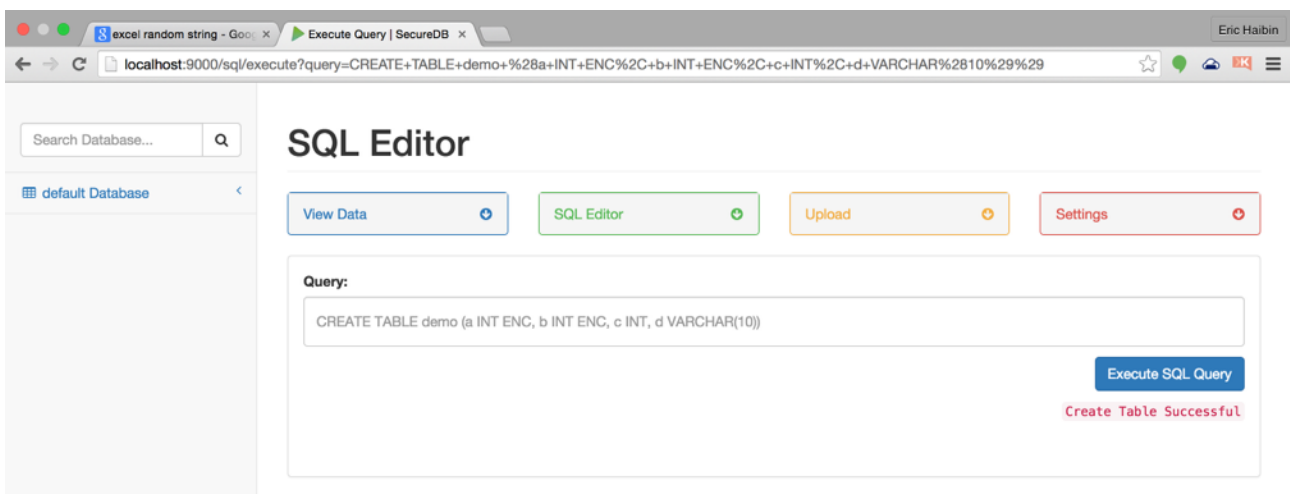 excel random string - Goog
Execute Query | SecureDB
Eric Haibin
localhost:9000/sql/execute?query=CREATE+TABLE+demo+%28a+INT+ENC%2C+b+INT+ENC%2C+c+INT%2C+d+VARCHAR%2810%29%29
Search Database...
default Database
SQL Editor
View Data
SQL Editor
Upload
Settings
Query:
CREATE TABLE demo (a INT ENC, b INT ENC, c INT, d VARCHAR(10))
Execute SQL Query
Create Table Successful